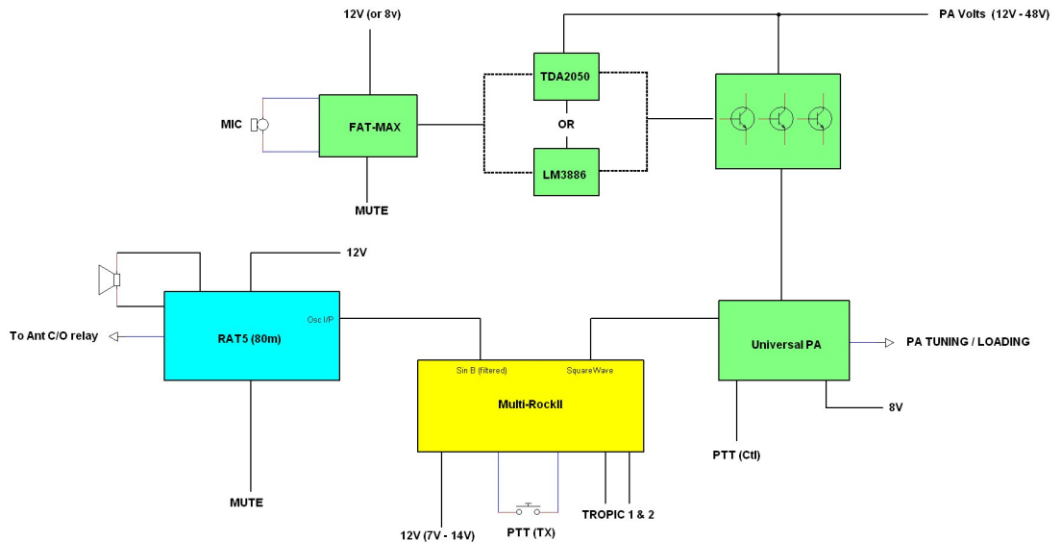 12V (or 8v)
PA Volts (12V - 48V)
TDA2050
MIC
FAT-MAX
OR
LM3886
MUTE
12V
Osc I/P
To Ant C/O relay
RAT5 (80m)
Universal PA
PA TUNING / LOADING
Sin B (filtered)
SquareWave
Multi-RockII
8V
PTT (Ctl)
MUTE
TROPIC 1 & 2
12V (7V - 14V)
PTT (TX)